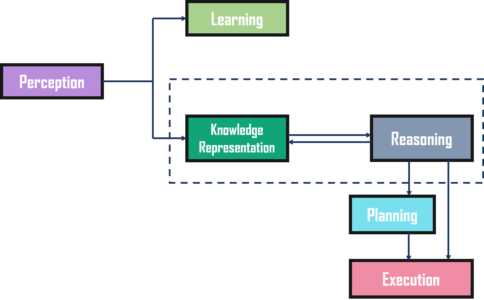 Learning
Perception
Knowledge
Representation
Reasoning
Planning
Execution